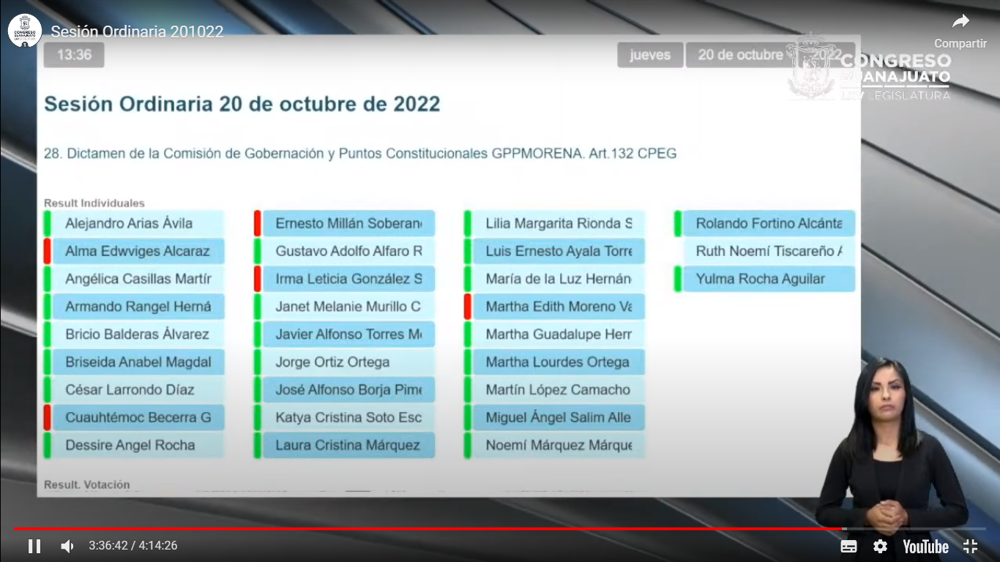 CONGRESO
GUANAJUATO
Sesión Ordinaria 201022
Compartir
13:36
jueves
20 de octubre
2022
CONGRESO
GUANAJUATO
LXV LEGISLATURA
Sesión Ordinaria 20 de octubre de 2022
28. Dictamen de la Comisión de Gobernación y Puntos Constitucionales GPPMORENA. Art.132 CPEG
Result Individuales
Alejandro Arias Ávila
Alma Edwviges Alcaraz
Angélica Casillas Martír
Armando Rangel Herná
Bricio Balderas Álvarez
Briseida Anabel Magdal
César Larrondo Díaz
Cuauhtémoc Becerra G
Dessire Angel Rocha
Ernesto Millán Soberan
Gustavo Adolfo Alfaro R
Irma Leticia González S
Janet Melanie Murillo C
Javier Alfonso Torres M
Jorge Ortiz Ortega
José Alfonso Borja Pime
Katya Cristina Soto Esc
Laura Cristina Márquez
Lilia Margarita Rionda S
Luis Ernesto Ayala Torre
María de la Luz Hernán
Martha Edith Moreno Va
Martha Guadalupe Herr
Martha Lourdes Ortega
Martín López Camacho
Miguel Ángel Salim Alle
Noemí Márquez Márque
Rolando Fortino Alcánta
Ruth Noemí Tiscareño A
Yulma Rocha Aguilar
Result. Votación
3:36:42 / 4:14:26
YouTube